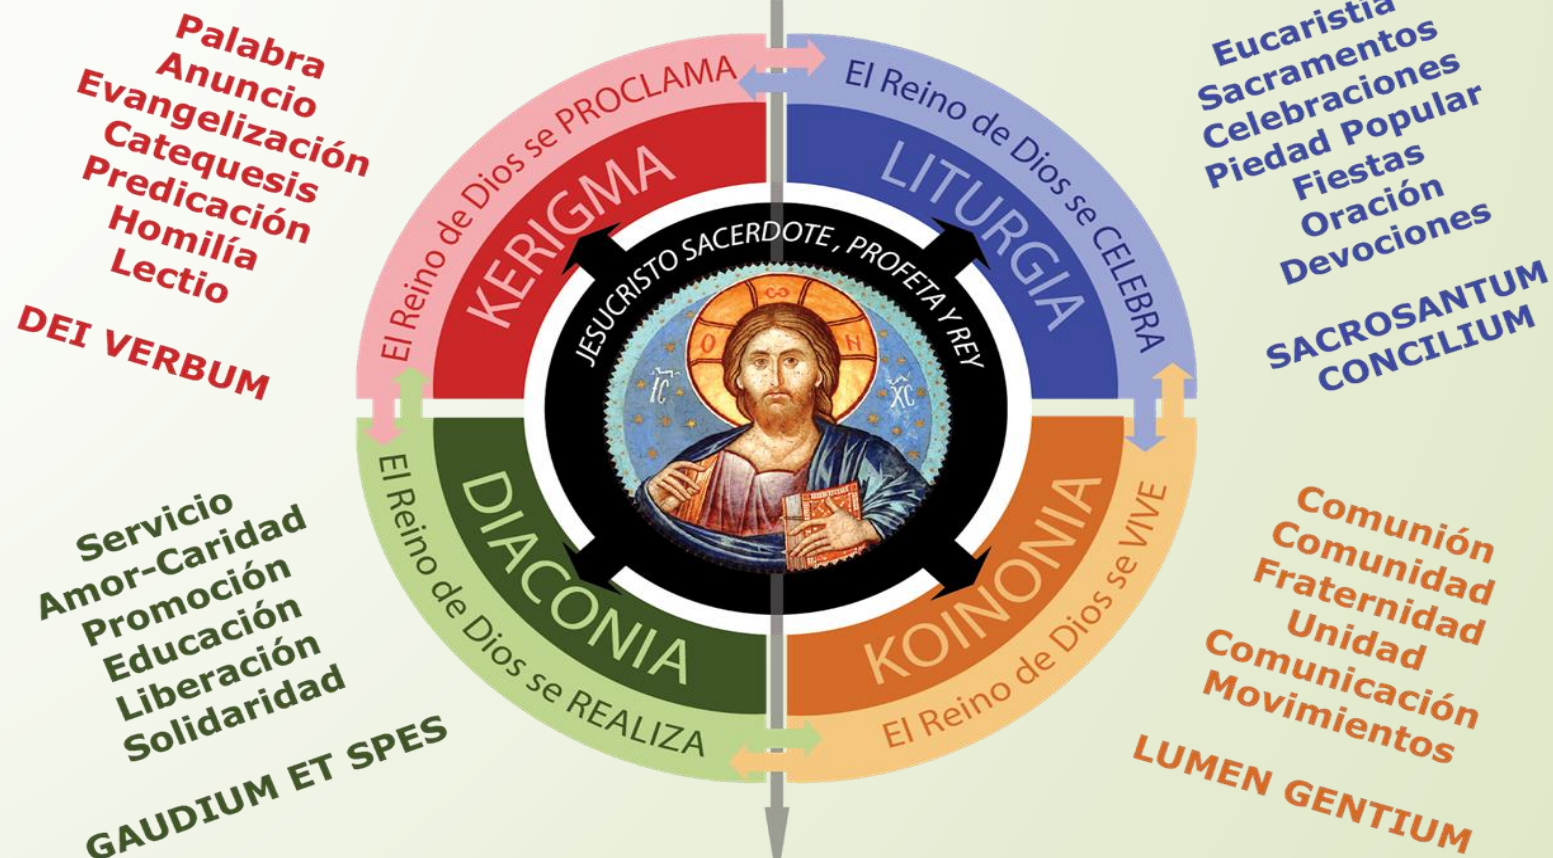 Palabra
Anuncio
Evangelización
Catequesis
Predicación
Homilía
Lectio
DEI VERBUM
El Reino de Dios se PROCLAMA
KERIGMA
El Reino de Dios se CELEBRA
LITURGIA
Eucaristía
Sacramentos
Celebraciones
Piedad Popular
Fiestas
Oración
Devociones
SACROSANTUM
CONCILIUM
JESUCRISTO SACERDOTE, PROFETA Y REY
O
N
IC
XC
Servicio
Amor-Caridad
Promoción
Educación
Liberación
Solidaridad
GAUDIUM ET SPES
El Reino de Dios se REALIZA
DIACONIA
El Reino de Dios se VIVE
KOINONIA
Comunión
Comunidad
Fraternidad
Unidad
Comunicación
Movimientos
LUMEN GENTIUM